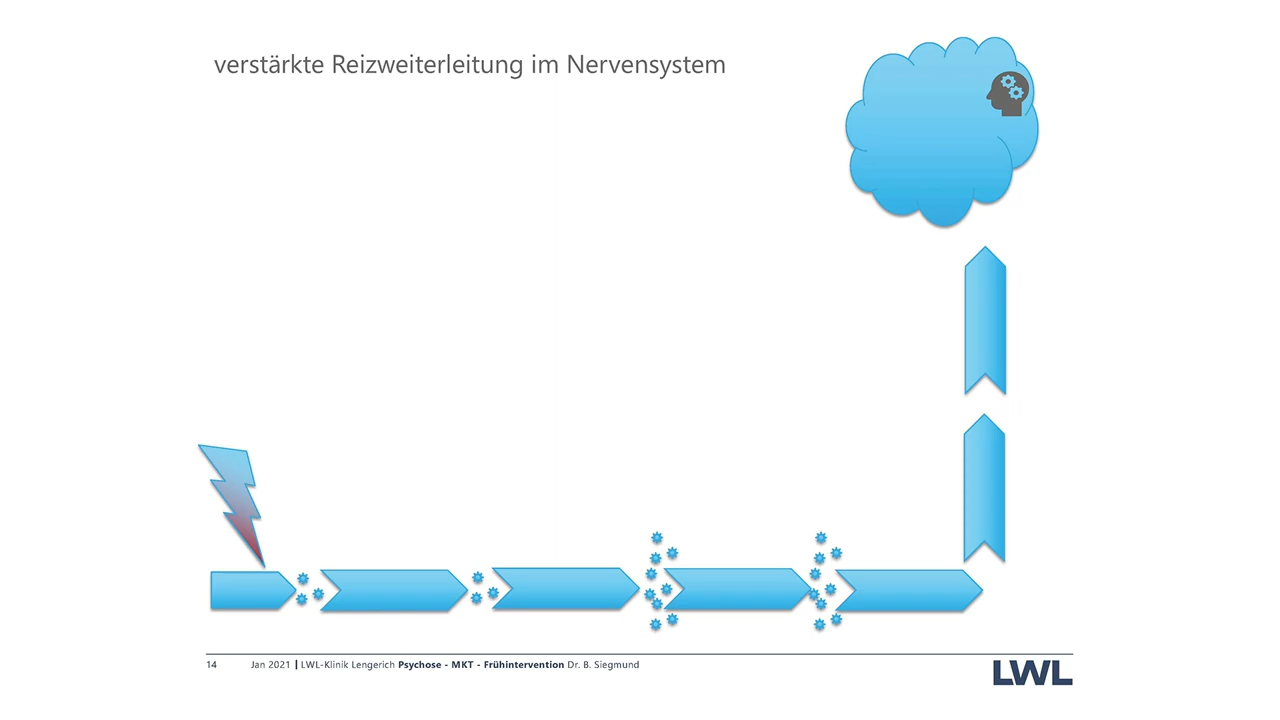 verstärkte Reizweiterleitung im Nervensystem
14 Jan 2021 | LWL-Klinik Lengerich Psychose - MKT - Frühintervention Dr. B. Siegmund
LWL